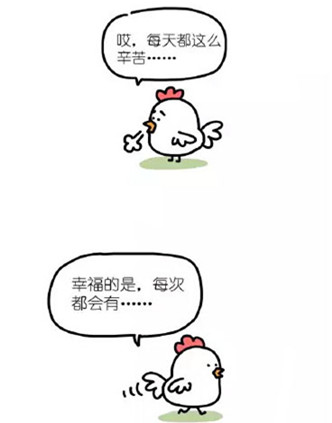 哎，每天都这么
辛苦……
幸福的是，每次
都会有……